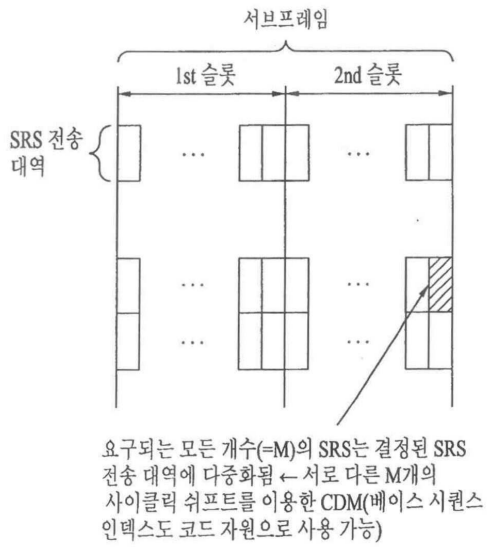 서브프레임
1st 슬롯 2nd 슬롯
SRS 전송
대역
... ...
... ...
... ...
요구되는 모든 개수(=M)의 SRS는 결정된 SRS
전송 대역에 다중화됨 ← 서로 다른 M개의
사이클릭 쉬프트를 이용한 CDM(베이스 시퀀스
인덱스도 코드 자원으로 사용 가능)